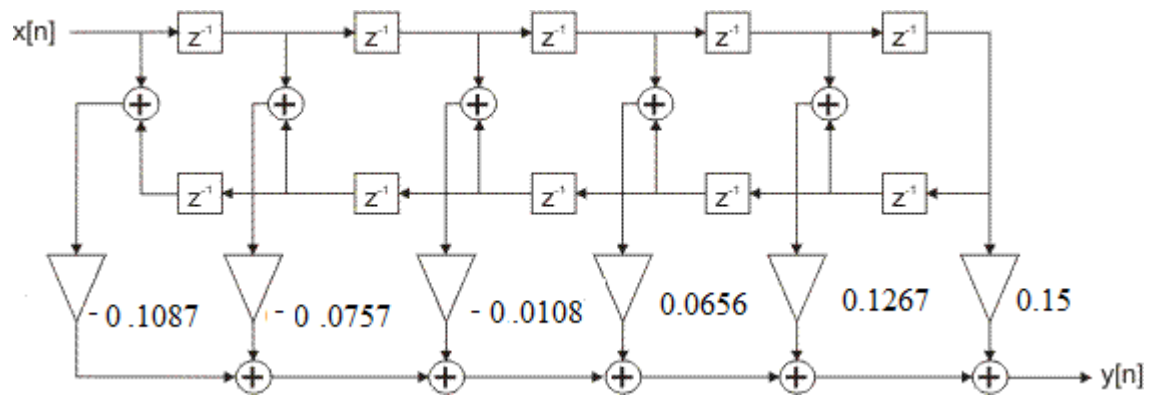 x[n] z⁻¹ z⁻¹ z⁻¹ z⁻¹ z⁻¹
+ + + + +
z⁻¹ z⁻¹ z⁻¹ z⁻¹ z⁻¹
- 0 .1087 - 0 .0757 - 0 .0108 0.0656 0.1267 0.15
+ + + + + y[n]